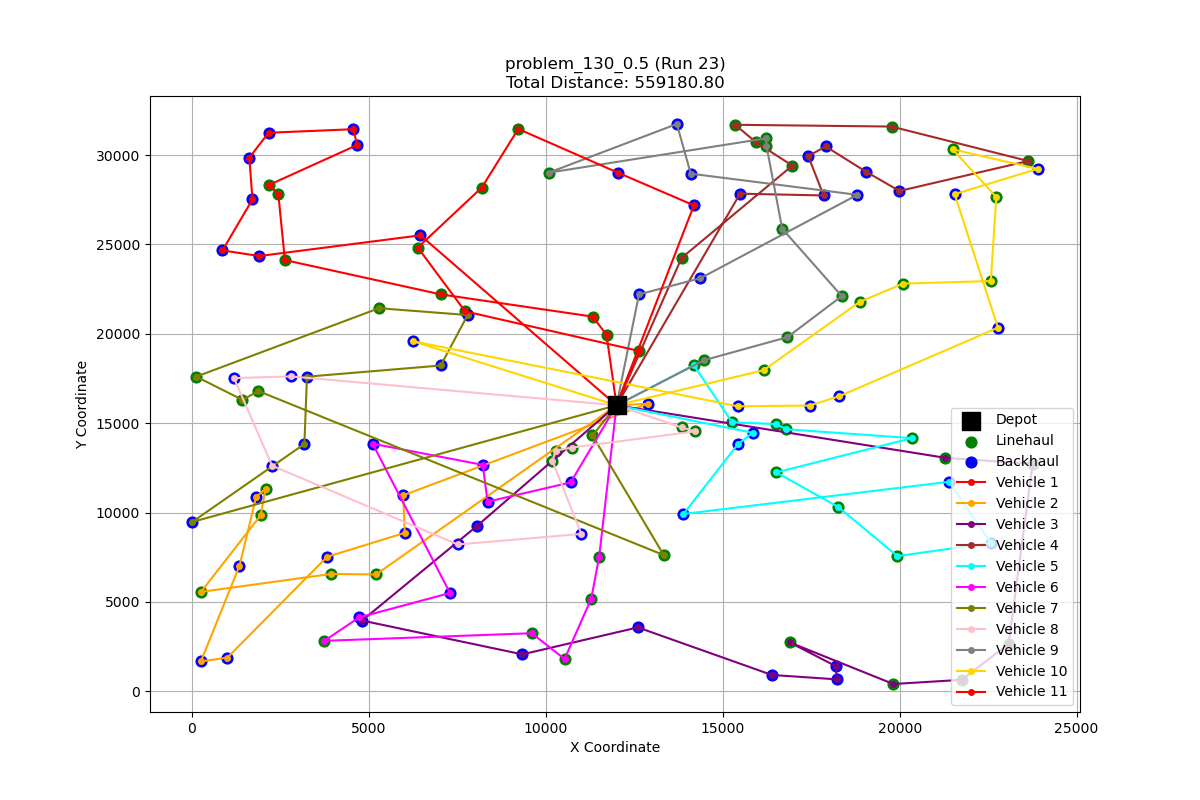 problem_130_0.5 (Run 23)
Total Distance: 559180.80
30000
25000
20000
15000
10000
5000
0
Y Coordinate
0 5000 10000 15000 20000 25000
X Coordinate
Depot
Linehaul
Backhaul
Vehicle 1
Vehicle 2
Vehicle 3
Vehicle 4
Vehicle 5
Vehicle 6
Vehicle 7
Vehicle 8
Vehicle 9
Vehicle 10
Vehicle 11